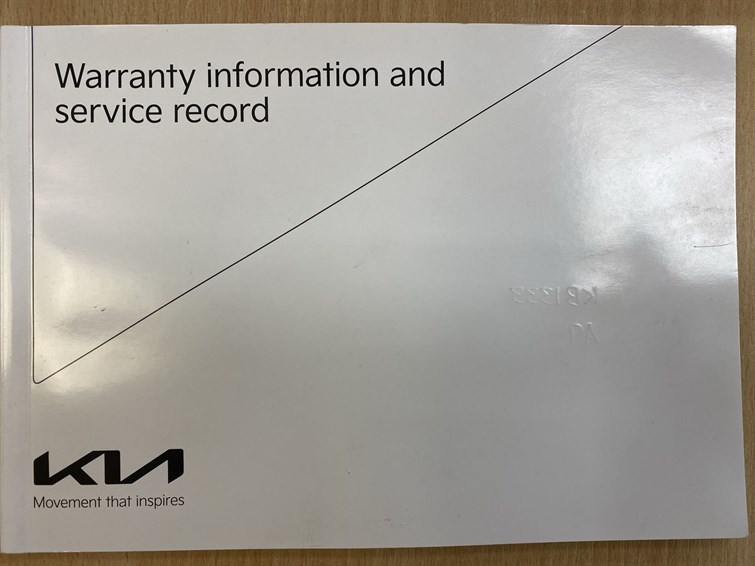 Warranty information and
service record
KIA
Movement that inspires